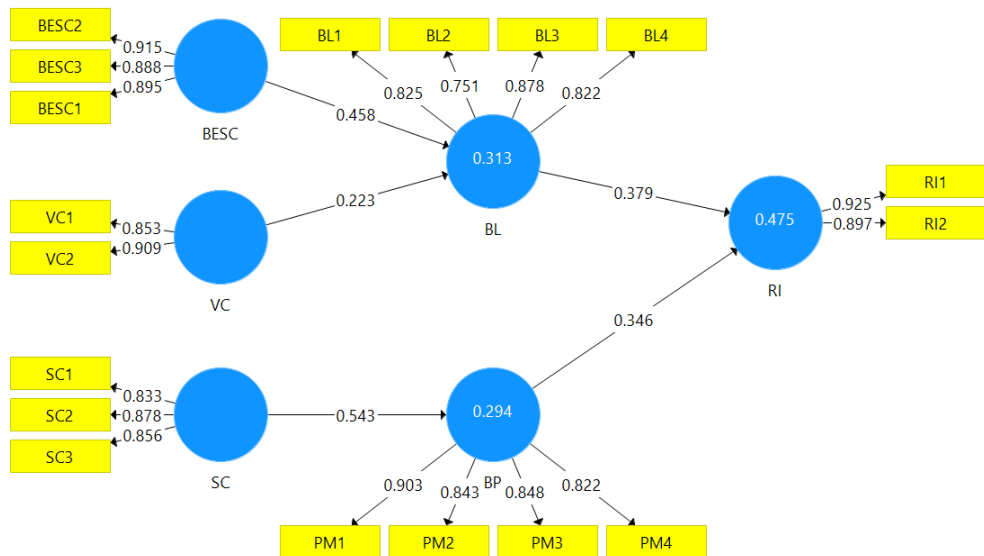 BESC2
BESC3
BESC1
0.915
0.888
0.895
BESC
BL1
BL2
BL3
BL4
0.825
0.751
0.878
0.822
0.458
0.313
BL
VC1
VC2
0.853
0.909
VC
0.223
0.379
0.475
RI
RI1
RI2
0.925
0.897
0.346
SC1
SC2
SC3
0.833
0.878
0.856
SC
0.543
0.294
BP
0.903
0.843
0.848
0.822
PM1
PM2
PM3
PM4